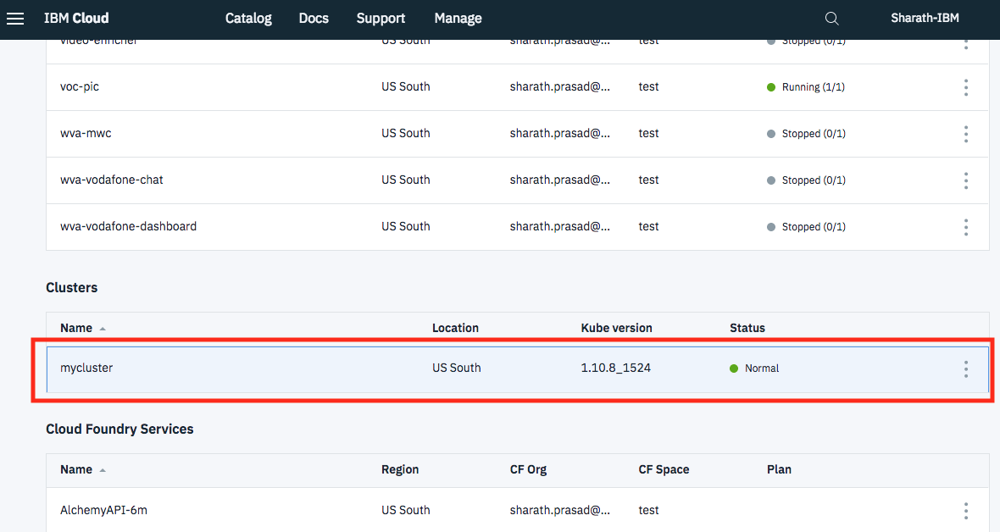 IBM Cloud Catalog Docs Support Manage Sharath-IBM
video-enricher US South sharath.prasad@... test Stopped (0/1)
voc-pic US South sharath.prasad@... test Running (1/1)
wva-mwc US South sharath.prasad@... test Stopped (0/1)
wva-vodafone-chat US South sharath.prasad@... test Stopped (0/1)
wva-vodafone-dashboard US South sharath.prasad@... test Stopped (0/1)
Clusters
Name Location Kube version Status
mycluster US South 1.10.8_1524 Normal
Cloud Foundry Services
Name Region CF Org CF Space Plan
AlchemyAPI-6m US South sharath.prasad@... test